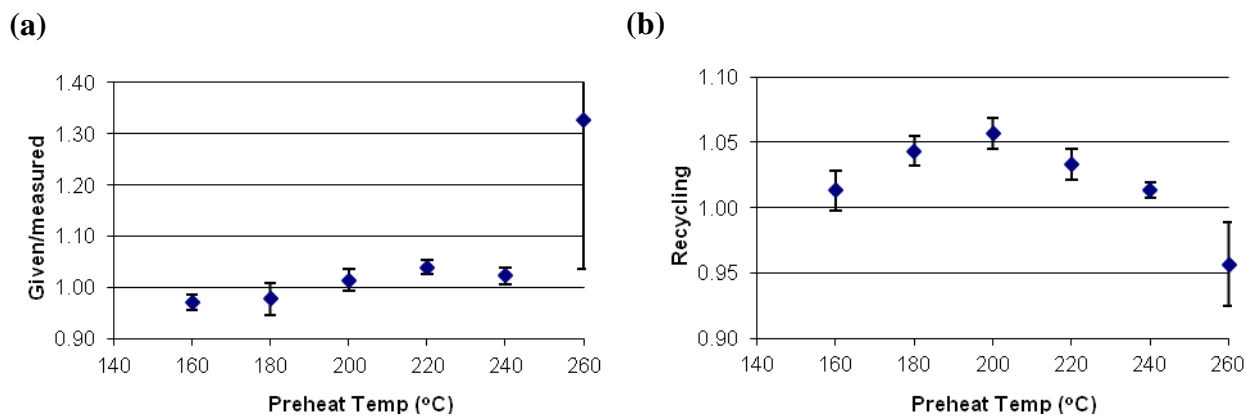 (a)
Given/measured
1.40
1.30
1.20
1.10
1.00
0.90
140 160 180 200 220 240 260
Preheat Temp (ºC)
(b)
Recycling
1.10
1.05
1.00
0.95
0.90
140 160 180 200 220 240 260
Preheat Temp (ºC)